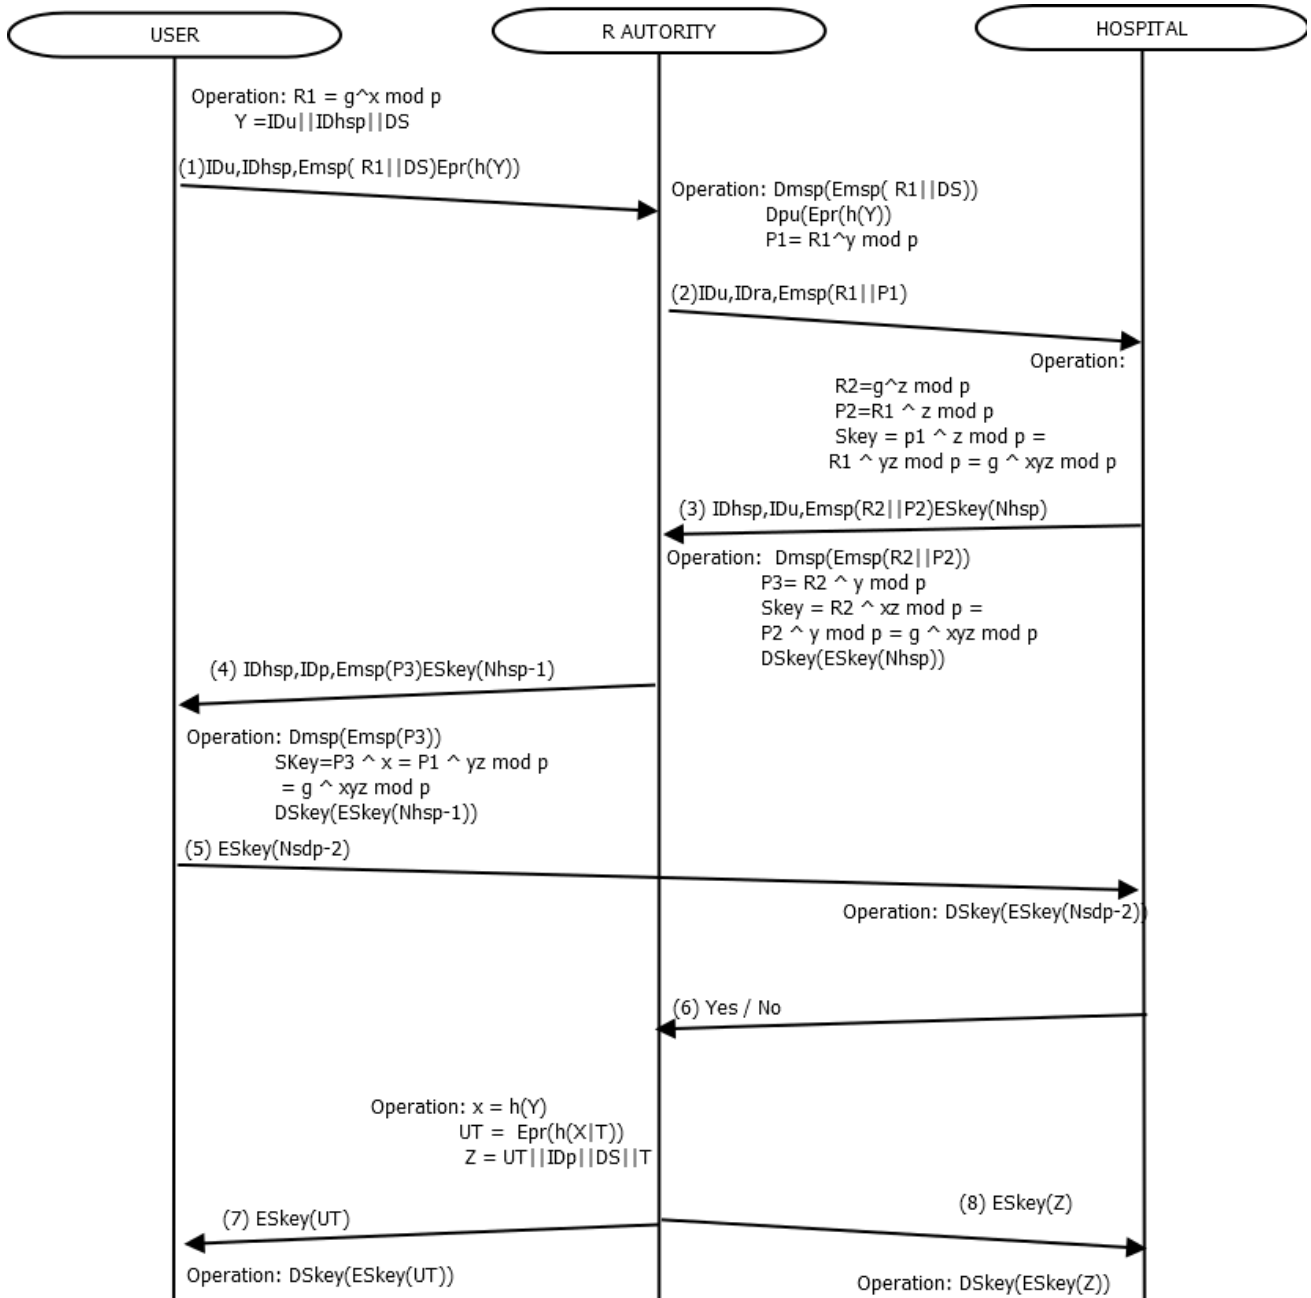 USER
R AUTORITY
HOSPITAL
Operation: R1 = g^x mod p
Y =IDu||IDhsp||DS
(1)IDu,IDhsp,Emsp( R1||DS)Epr(h(Y))
Operation: Dmsp(Emsp( R1||DS))
Dpu(Epr(h(Y))
P1= R1^y mod p
(2)IDu,IDra,Emsp(R1||P1)
Operation:
R2=g^z mod p
P2=R1 ^ z mod p
Skey = p1 ^ z mod p =
R1 ^ yz mod p = g ^ xyz mod p
(3) IDhsp,IDu,Emsp(R2||P2)ESkey(Nhsp)
Operation: Dmsp(Emsp(R2||P2))
P3= R2 ^ y mod p
Skey = R2 ^ xz mod p =
P2 ^ y mod p = g ^ xyz mod p
DSkey(ESkey(Nhsp))
(4) IDhsp,IDp,Emsp(P3)ESkey(Nhsp-1)
Operation: Dmsp(Emsp(P3))
SKey=P3 ^ x = P1 ^ yz mod p
= g ^ xyz mod p
DSkey(ESkey(Nhsp-1))
(5) ESkey(Nsdp-2)
Operation: DSkey(ESkey(Nsdp-2))
(6) Yes / No
Operation: x = h(Y)
UT = Epr(h(X|T))
Z = UT||IDp||DS||T
(7) ESkey(UT)
(8) ESkey(Z)
Operation: DSkey(ESkey(UT))
Operation: DSkey(ESkey(Z))